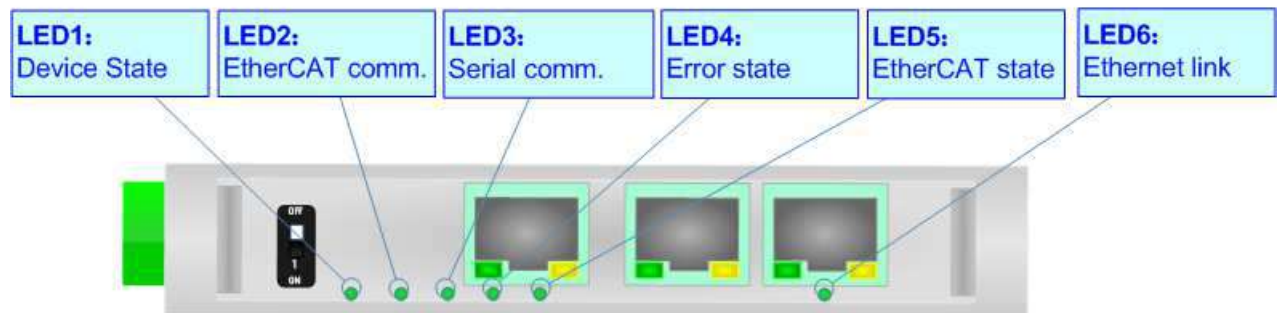 LED1:
Device State
LED2:
EtherCAT comm.
LED3:
Serial comm.
LED4:
Error state
LED5:
EtherCAT state
LED6:
Ethernet link
OFF
1
ON